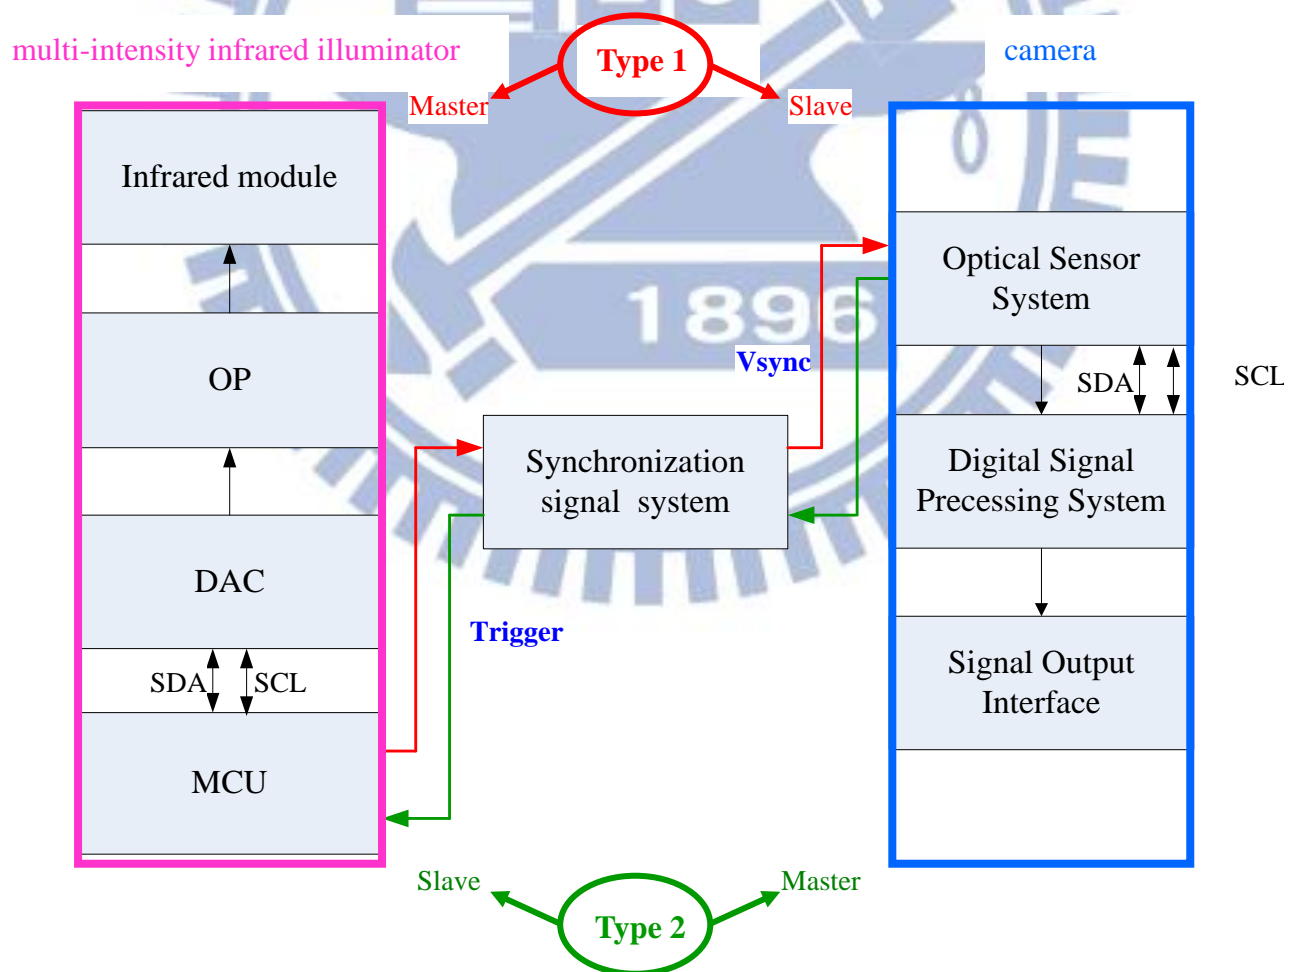 multi-intensity infrared illuminator
Type 1
camera
Master
Slave
Infrared module
Optical Sensor
System
1896
OP
Vsync
SDA
SCL
Synchronization
signal system
Digital Signal
Precessing System
DAC
Trigger
SDA
SCL
Signal Output
Interface
MCU
Slave
Master
Type 2